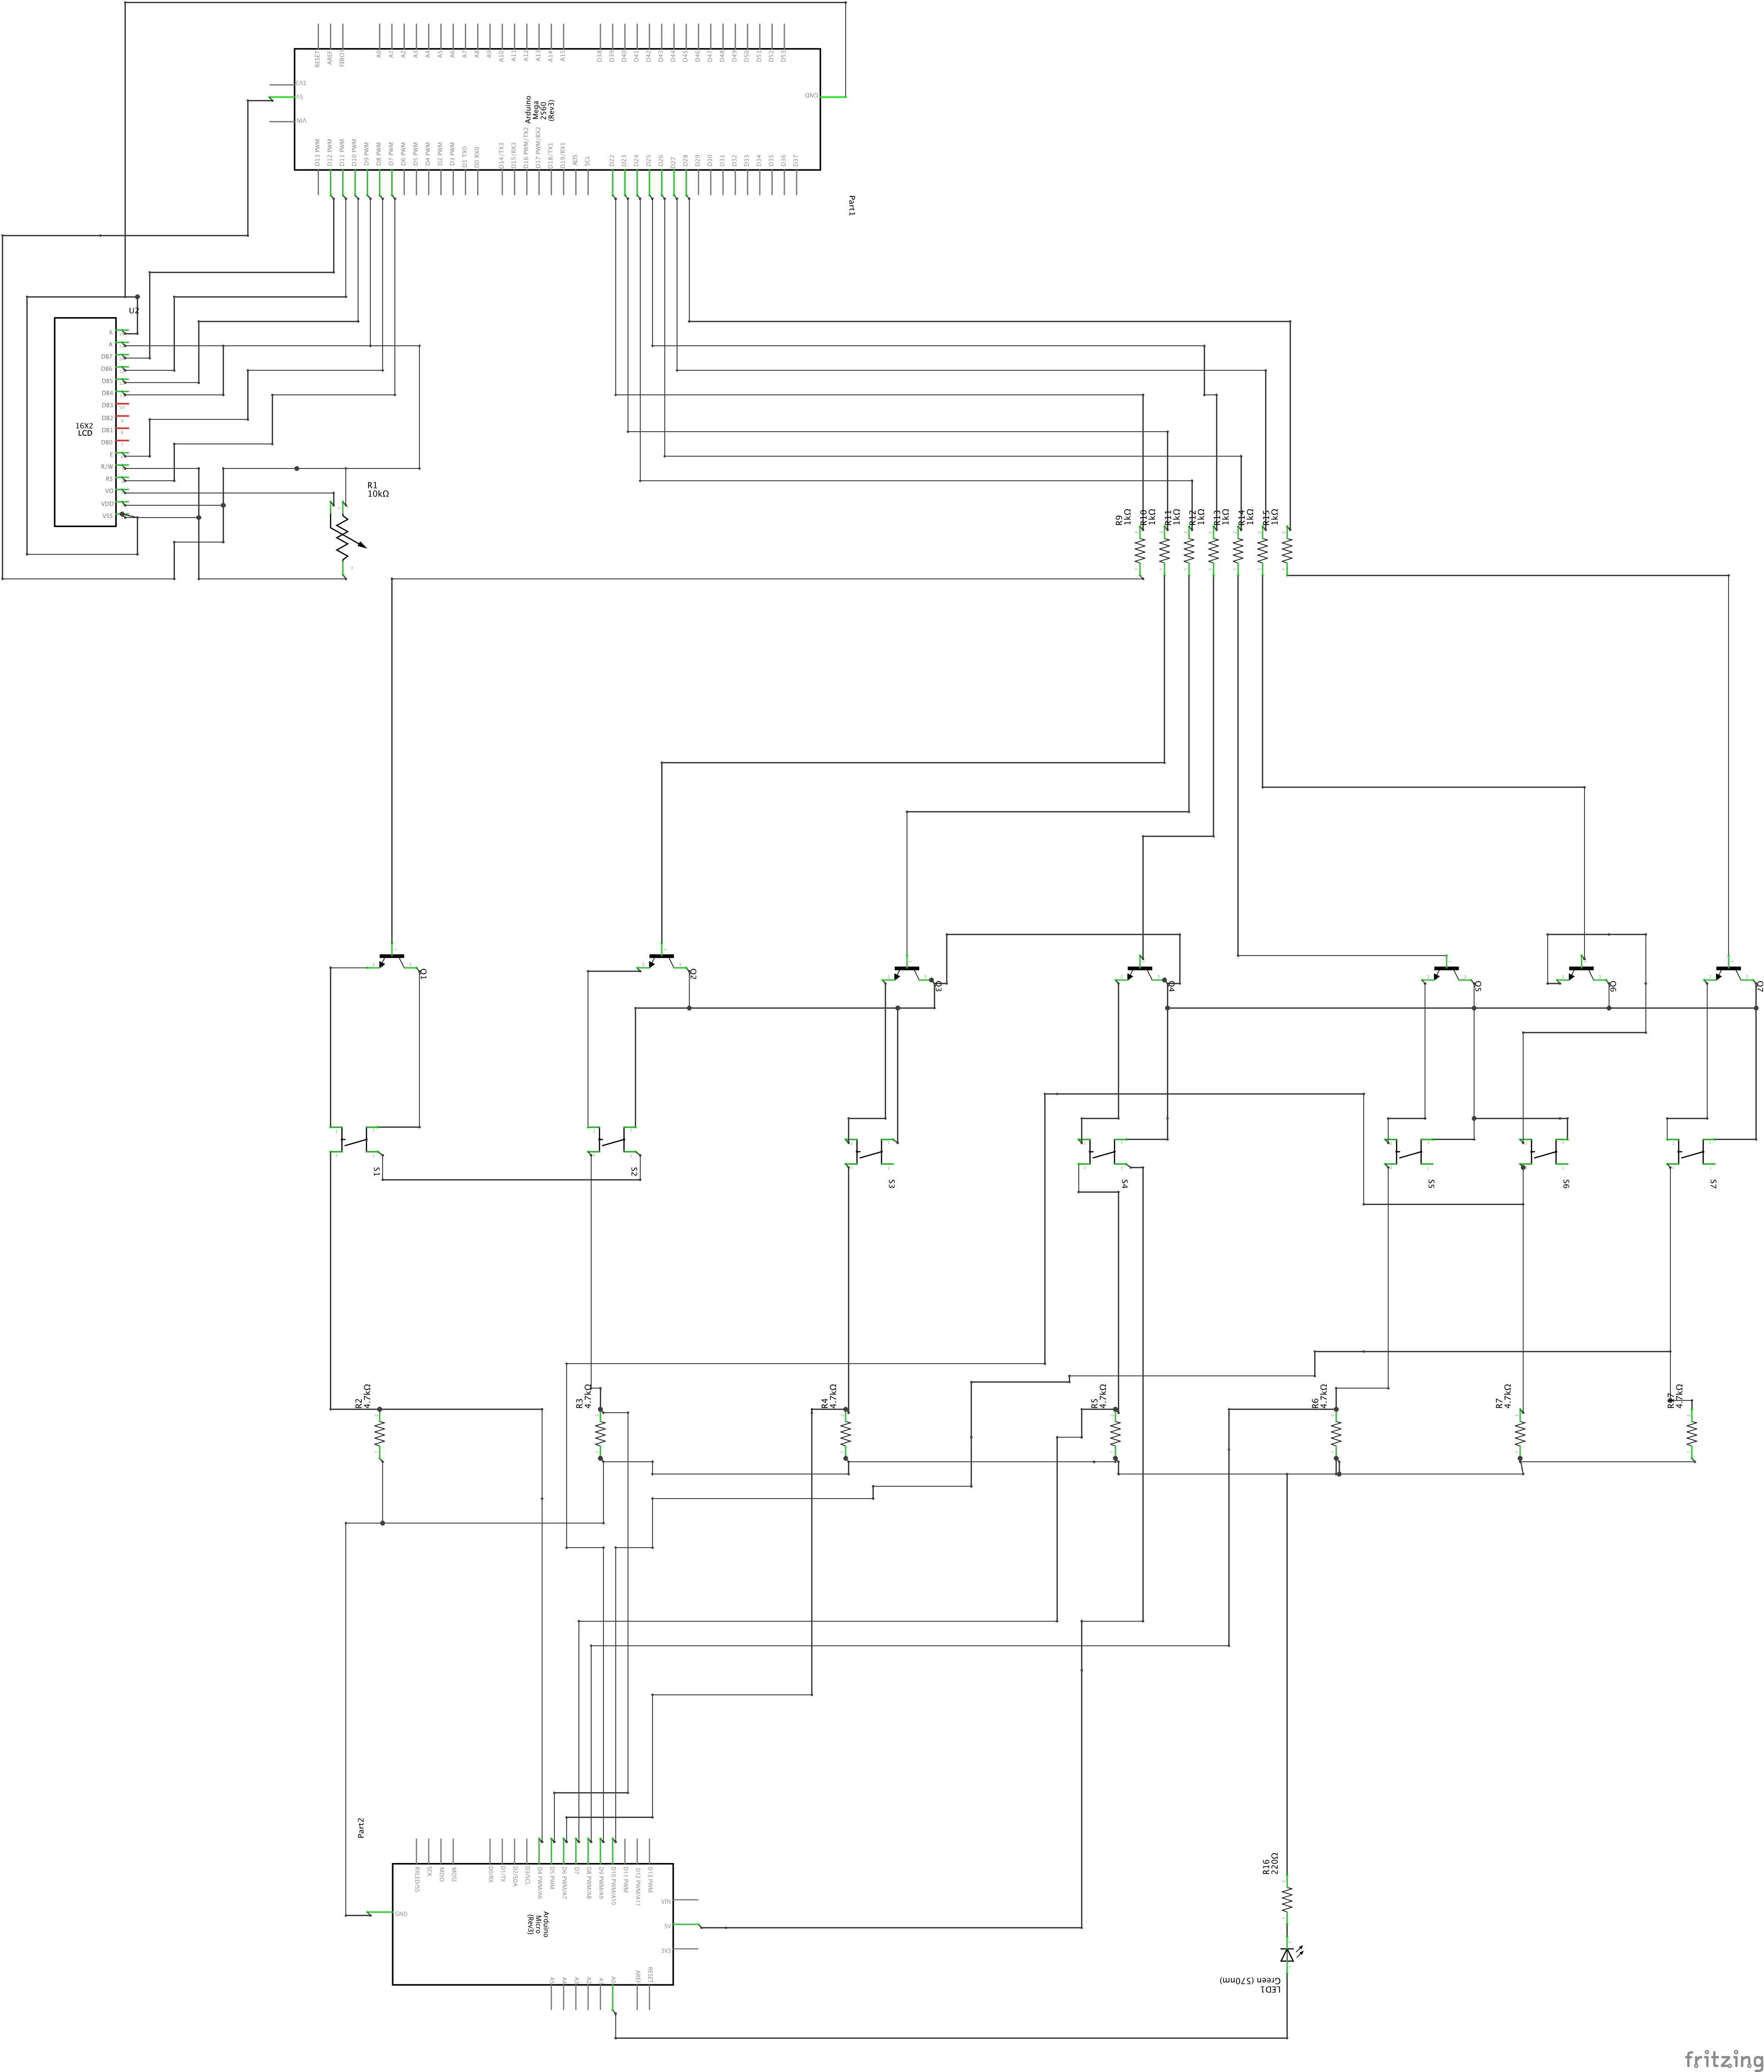 RESET
AREF
A0
A1
A2
A3
A4
A5
A6
A7
A8
A9
A10
A11
A12
A13
A14
A15
D38
D39
D40
D41
D42
D43
D44
D45
D46
D47
D48
D49
D50
D51
D52
D53
3V3
5V
VIN
GND
Arduino
Mega
2560
(Rev3)
D13 PWM
D12 PWM
D11 PWM
D10 PWM
D9 PWM
D8 PWM
D7 PWM
D6 PWM
D5 PWM
D4 PWM
D2 PWM
D3 PWM
D1 TX0
D0 RX0
D14/TX3
D15/RX3
D16 PWM/TX2
D17 PWM/RX2
D18/TX1
D19/RX1
SCL
D22
D23
D24
D25
D26
D27
D28
D29
D30
D31
D32
D33
D34
D35
D36
D37
Part1
U2
K
A
DB7
DB6
DB5
DB4
DB3
DB2
DB1
DB0
E
R/W
RS
VO
VDD
VSS
16X2
LCD
R1
10kΩ
R9
1kΩ
R10
1kΩ
R11
1kΩ
R12
1kΩ
R13
1kΩ
R14
1kΩ
R15
1kΩ
Q1
Q2
Q3
Q4
Q5
Q6
Q7
S1
S2
S3
S4
S5
S6
S7
R2
4.7kΩ
R3
4.7kΩ
R4
4.7kΩ
R5
4.7kΩ
R6
4.7kΩ
R7
4.7kΩ
4.7kΩ
Part2
RXLED/SS
SCK
MISO
MOSI
D0/RX
D1/TX
D2/SDA
D3/SCL
D4 PWM/A6
D5 PWM
D6 PWM/A7
D7
D8 PWM/A8
D9 PWM/A9
D10 PWM/A10
D11 PWM
D12 PWM/A11
D13 PWM
GND
Arduino
Micro
(Rev3)
VIN
5V
3V3
A5
A4
A3
A2
A1
A0
AREF
RESET
R16
220Ω
LED1
Green (570nm)
fritzing